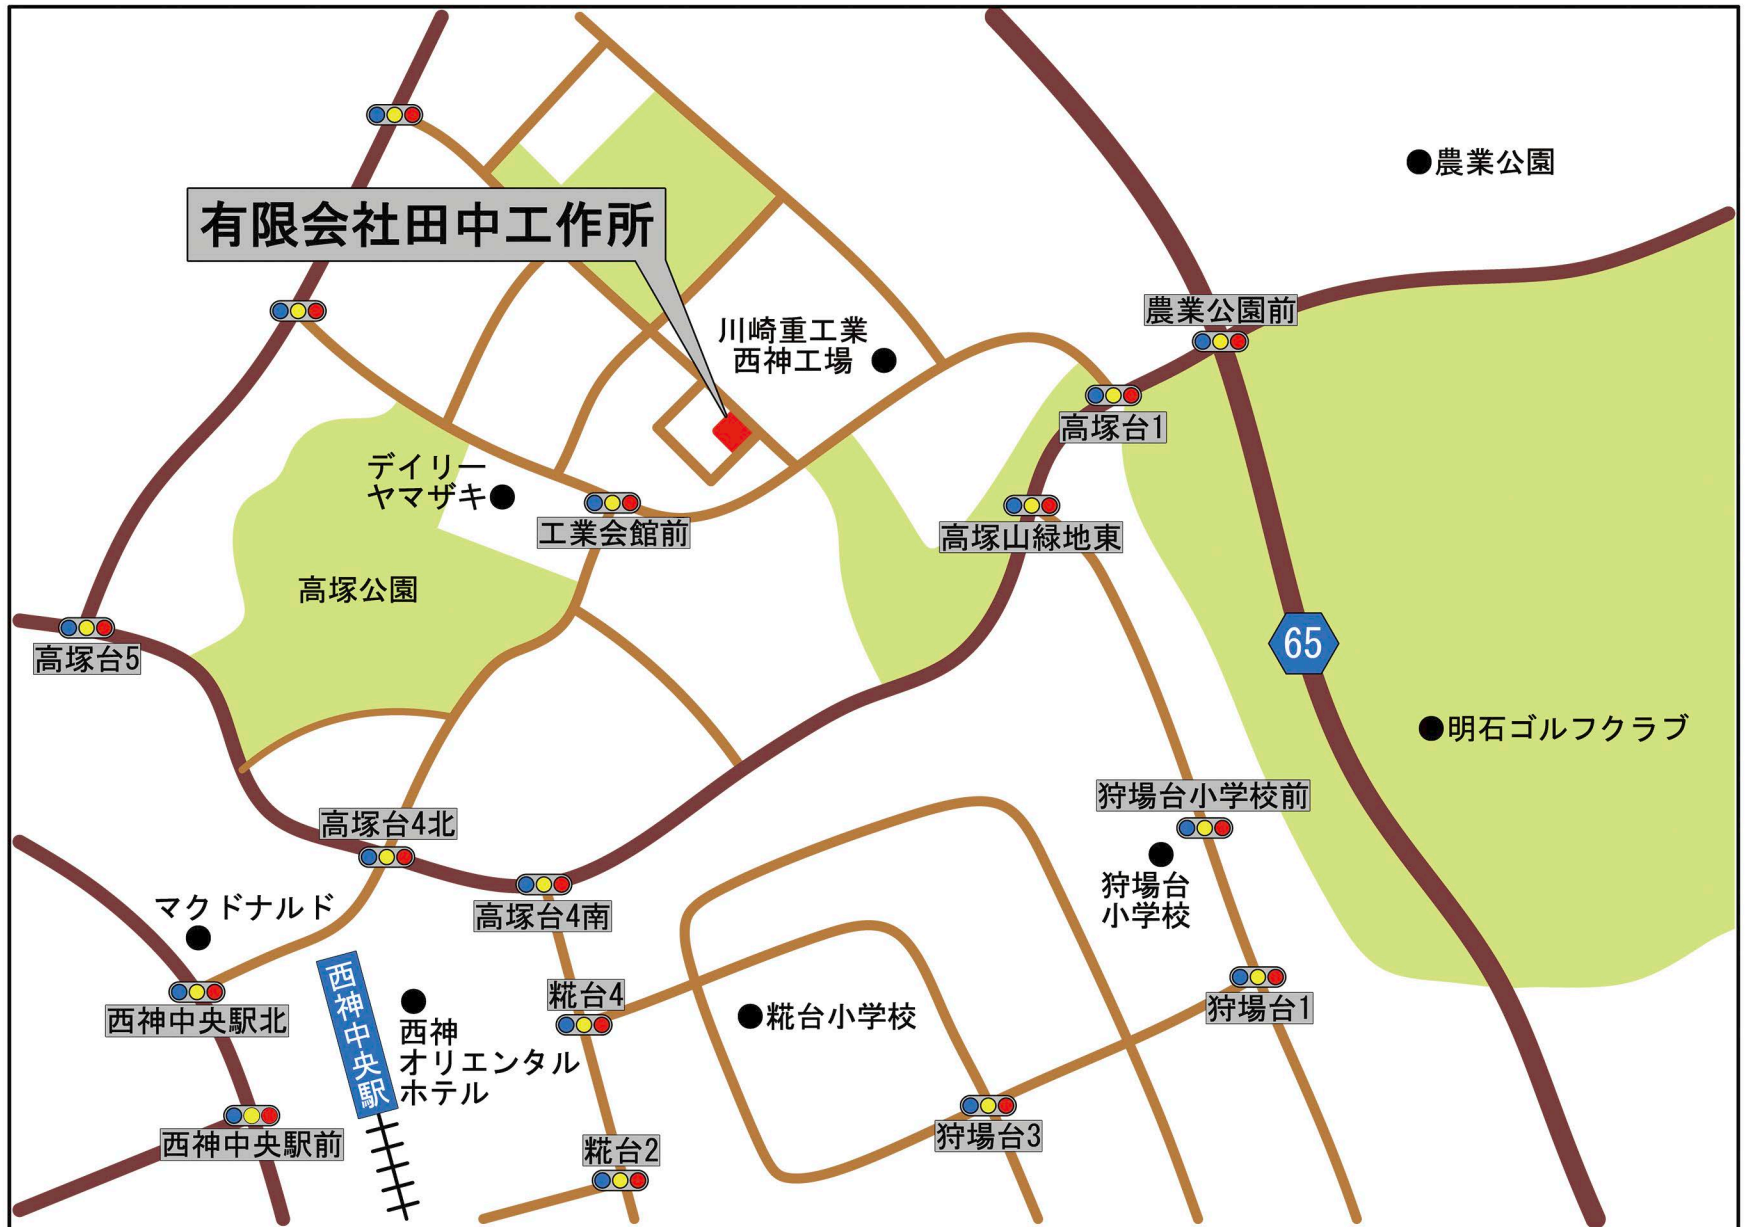 農業公園
有限会社田中工作所
農業公園前
川崎重工業
西神工場
高塚台1
デイリー
ヤマザキ
工業会館前
高塚山緑地東
高塚公園
高塚台5
65
明石ゴルフクラブ
狩場台小学校前
高塚台4北
狩場台
小学校
マクドナルド
高塚台4南
西神中央駅
糀台4
狩場台1
西神中央駅北
西神
オリエンタル
ホテル
糀台小学校
西神中央駅前
狩場台3
糀台2